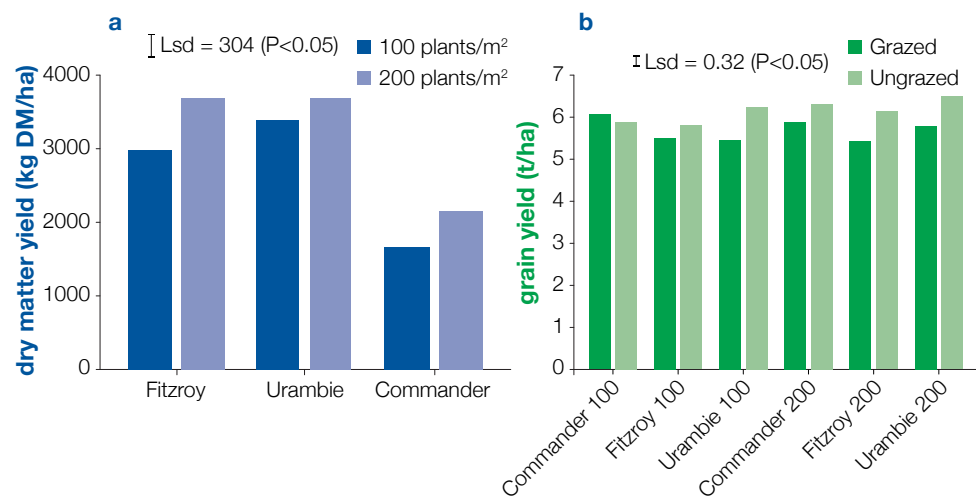 a
Lsd = 304 (P<0.05)
100 plants/m²
200 plants/m²
dry matter yield (kg DM/ha)
4000
3000
2000
1000
0
Fitzroy Urambie Commander
b
Lsd = 0.32 (P<0.05)
Grazed
Ungrazed
grain yield (t/ha)
7
6
5
4
3
2
1
0
Commander 100
Fitzroy 100
Urambie 100
Commander 200
Fitzroy 200
Urambie 200